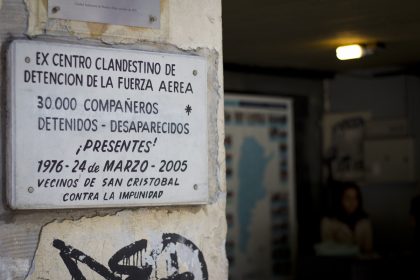 EX CENTRO CLANDESTINO DE
DETENCION DE LA FUERZA AEREA
30 000 COMPAÑEROS *
DETENIDOS - DESAPARECIDOS
¡PRESENTES!
1976 - 24 de MARZO - 2005
VECINOS DE SAN CRISTOBAL
CONTRA LA IMPUNIDAD